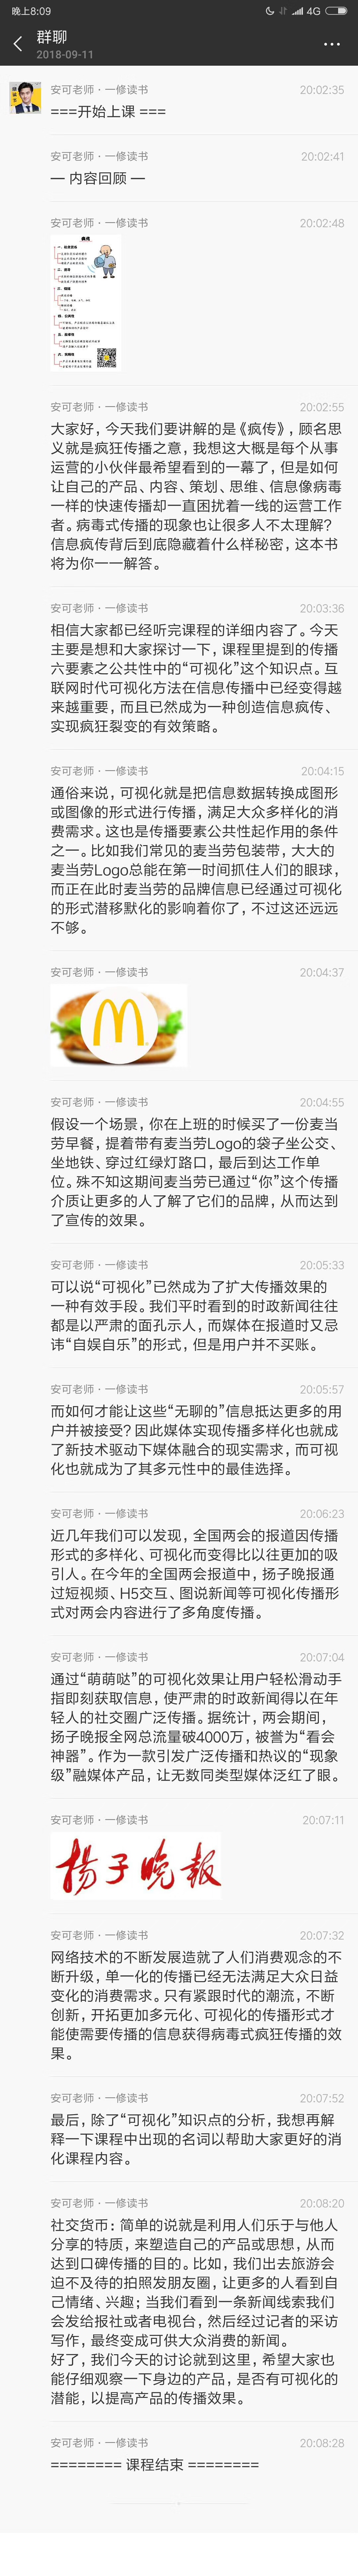 晚上8:09
4G
群聊
2018-09-11
安可老师·一修读书 20:02:35
===开始上课 ===
安可老师·一修读书 20:02:41
— 内容回顾 —
安可老师·一修读书 20:02:48
疯传
安可老师·一修读书 20:02:55
大家好，今天我们要讲解的是《疯传》，顾名思
义就是疯狂传播之意，我想这大概是每个从事
运营的小伙伴最希望看到的一幕了，但是如何
让自己的产品、内容、策划、思维、信息像病毒
一样的快速传播却一直困扰着一线的运营工作
者。病毒式传播的现象也让很多人不太理解？
信息疯传背后到底隐藏着什么样秘密，这本书
将为你一一解答。
安可老师·一修读书 20:03:36
相信大家都已经听完课程的详细内容了。今天
主要是想和大家探讨一下，课程里提到的传播
六要素之公共性中的“可视化”这个知识点。互
联网时代可视化方法在信息传播中已经变得越
来越重要，而且已然成为一种创造信息疯传、
实现疯狂裂变的有效策略。
安可老师·一修读书 20:04:15
通俗来说，可视化就是把信息数据转换成图形
或图像的形式进行传播，满足大众多样化的消
费需求。这也是传播要素公共性起作用的条件
之一。比如我们常见的麦当劳包装带，大大的
麦当劳Logo总能在第一时间抓住人们的眼球，
而正在此时麦当劳的品牌信息已经通过可视化
的形式潜移默化的影响着你了，不过这还远远
不够。
安可老师·一修读书 20:04:37
安可老师·一修读书 20:04:55
假设一个场景，你在上班的时候买了一份麦当
劳早餐，提着带有麦当劳Logo的袋子坐公交、
坐地铁、穿过红绿灯路口，最后到达工作单
位。殊不知这期间麦当劳已通过“你”这个传播
介质让更多的人了解了它们的品牌，从而达到
了宣传的效果。
安可老师·一修读书 20:05:33
可以说“可视化”已然成为了扩大传播效果的
一种有效手段。我们平时看到的时政新闻往往
都是以严肃的面孔示人，而媒体在报道时又忌
讳“自娱自乐”的形式，但是用户并不买账。
安可老师·一修读书 20:05:57
而如何才能让这些“无聊的”信息抵达更多的用
户并被接受？因此媒体实现传播多样化也就成
了新技术驱动下媒体融合的现实需求，而可视
化也就成为了其多元性中的最佳选择。
安可老师·一修读书 20:06:23
近几年我们可以发现，全国两会的报道因传播
形式的多样化、可视化而变得比以往更加的吸
引人。在今年的全国两会报道中，扬子晚报通
过短视频、H5交互、图说新闻等可视化传播形
式对两会内容进行了多角度传播。
安可老师·一修读书 20:07:04
通过“萌萌哒”的可视化效果让用户轻松滑动手
指即刻获取信息，使严肃的时政新闻得以在年
轻人的社交圈广泛传播。据统计，两会期间，
扬子晚报全网总流量破4000万，被誉为“看会
神器”。作为一款引发广泛传播和热议的“现象
级”融媒体产品，让无数同类型媒体泛红了眼。
安可老师·一修读书 20:07:11
扬子晚报
安可老师·一修读书 20:07:32
网络技术的不断发展造就了人们消费观念的不
断升级，单一化的传播已经无法满足大众日益
变化的消费需求。只有紧跟时代的潮流，不断
创新，开拓更加多元化、可视化的传播形式才
能使需要传播的信息获得病毒式疯狂传播的效
果。
安可老师·一修读书 20:07:52
最后，除了“可视化”知识点的分析，我想再解
释一下课程中出现的名词以帮助大家更好的消
化课程内容。
安可老师·一修读书 20:08:20
社交货币：简单的说就是利用人们乐于与他人
分享的特质，来塑造自己的产品或思想，从而
达到口碑传播的目的。比如，我们出去旅游会
迫不及待的拍照发朋友圈，让更多的人看到自
己情绪、兴趣；当我们看到一条新闻线索我们
会发给报社或者电视台，然后经过记者的采访
写作，最终变成可供大众消费的新闻。
好了，我们今天的讨论就到这里，希望大家也
能仔细观察一下身边的产品，是否有可视化的
潜能，以提高产品的传播效果。
安可老师·一修读书 20:08:28
======== 课程结束 ========